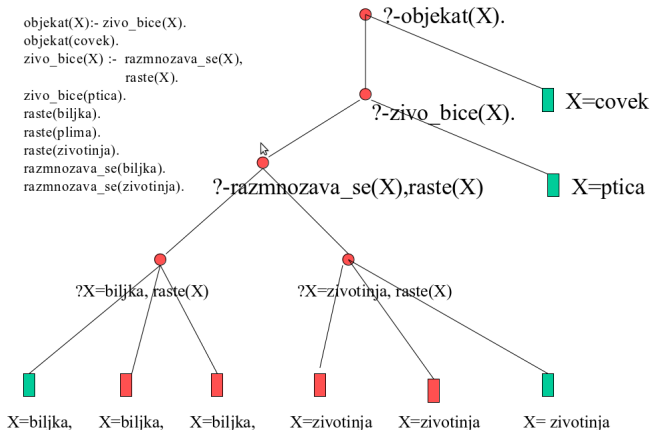 objekat(X):- zivo_bice(X).
objekat(covek).
zivo_bice(X) :- razmnozava_se(X),
raste(X).
zivo_bice(ptica).
raste(biljka).
raste(plima).
raste(zivotinja).
razmnozava_se(biljka).
razmnozava_se(zivotinja).
?-objekat(X).
X=covek
?-zivo_bice(X).
?-razmnozava_se(X),raste(X)
X=ptica
?X=biljka, raste(X)
?X=zivotinja, raste(X)
X=biljka, X=biljka, X=biljka, X=zivotinja X=zivotinja X= zivotinja